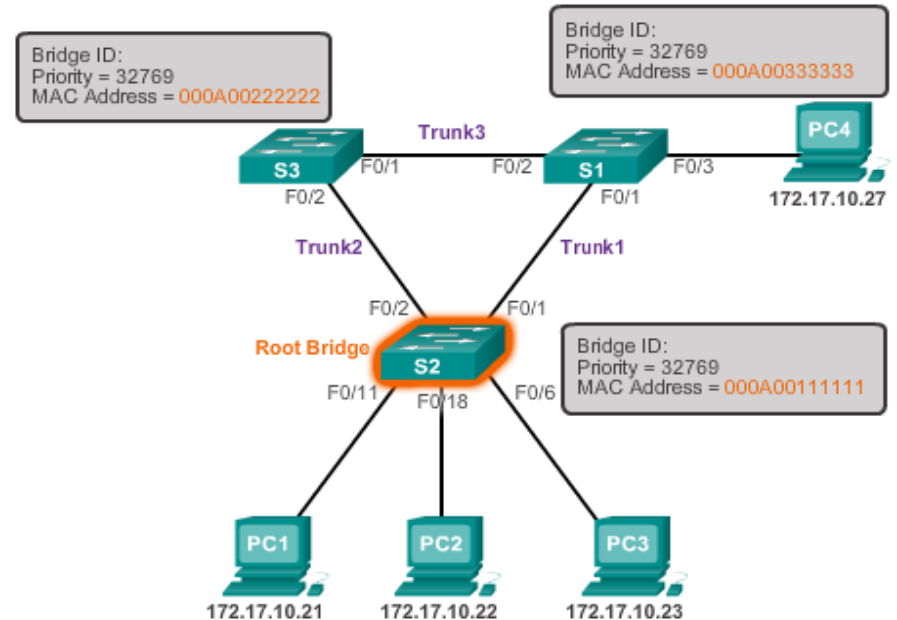 Bridge ID:
Priority = 32769
MAC Address = 000A00222222
Bridge ID:
Priority = 32769
MAC Address = 000A00333333
Trunk3
PC4
S3
F0/1
F0/2
S1
F0/3
F0/2
F0/1
172.17.10.27
Trunk2
Trunk1
F0/2
F0/1
Root Bridge
S2
Bridge ID:
Priority = 32769
MAC Address = 000A00111111
F0/11
F0/18
F0/6
PC1
PC2
PC3
172.17.10.21
172.17.10.22
172.17.10.23